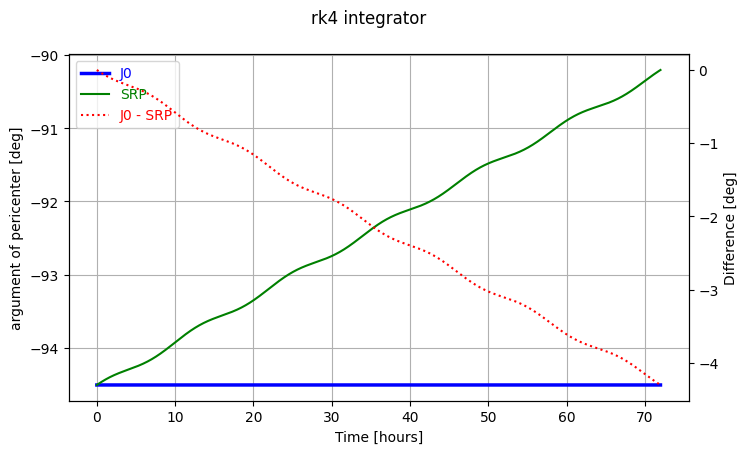 rk4 integrator
−90
−91
−92
−93
−94
argument of pericenter [deg]
J0
SRP
J0 - SRP
0
−1
−2
−3
−4
Difference [deg]
0 10 20 30 40 50 60 70
Time [hours]